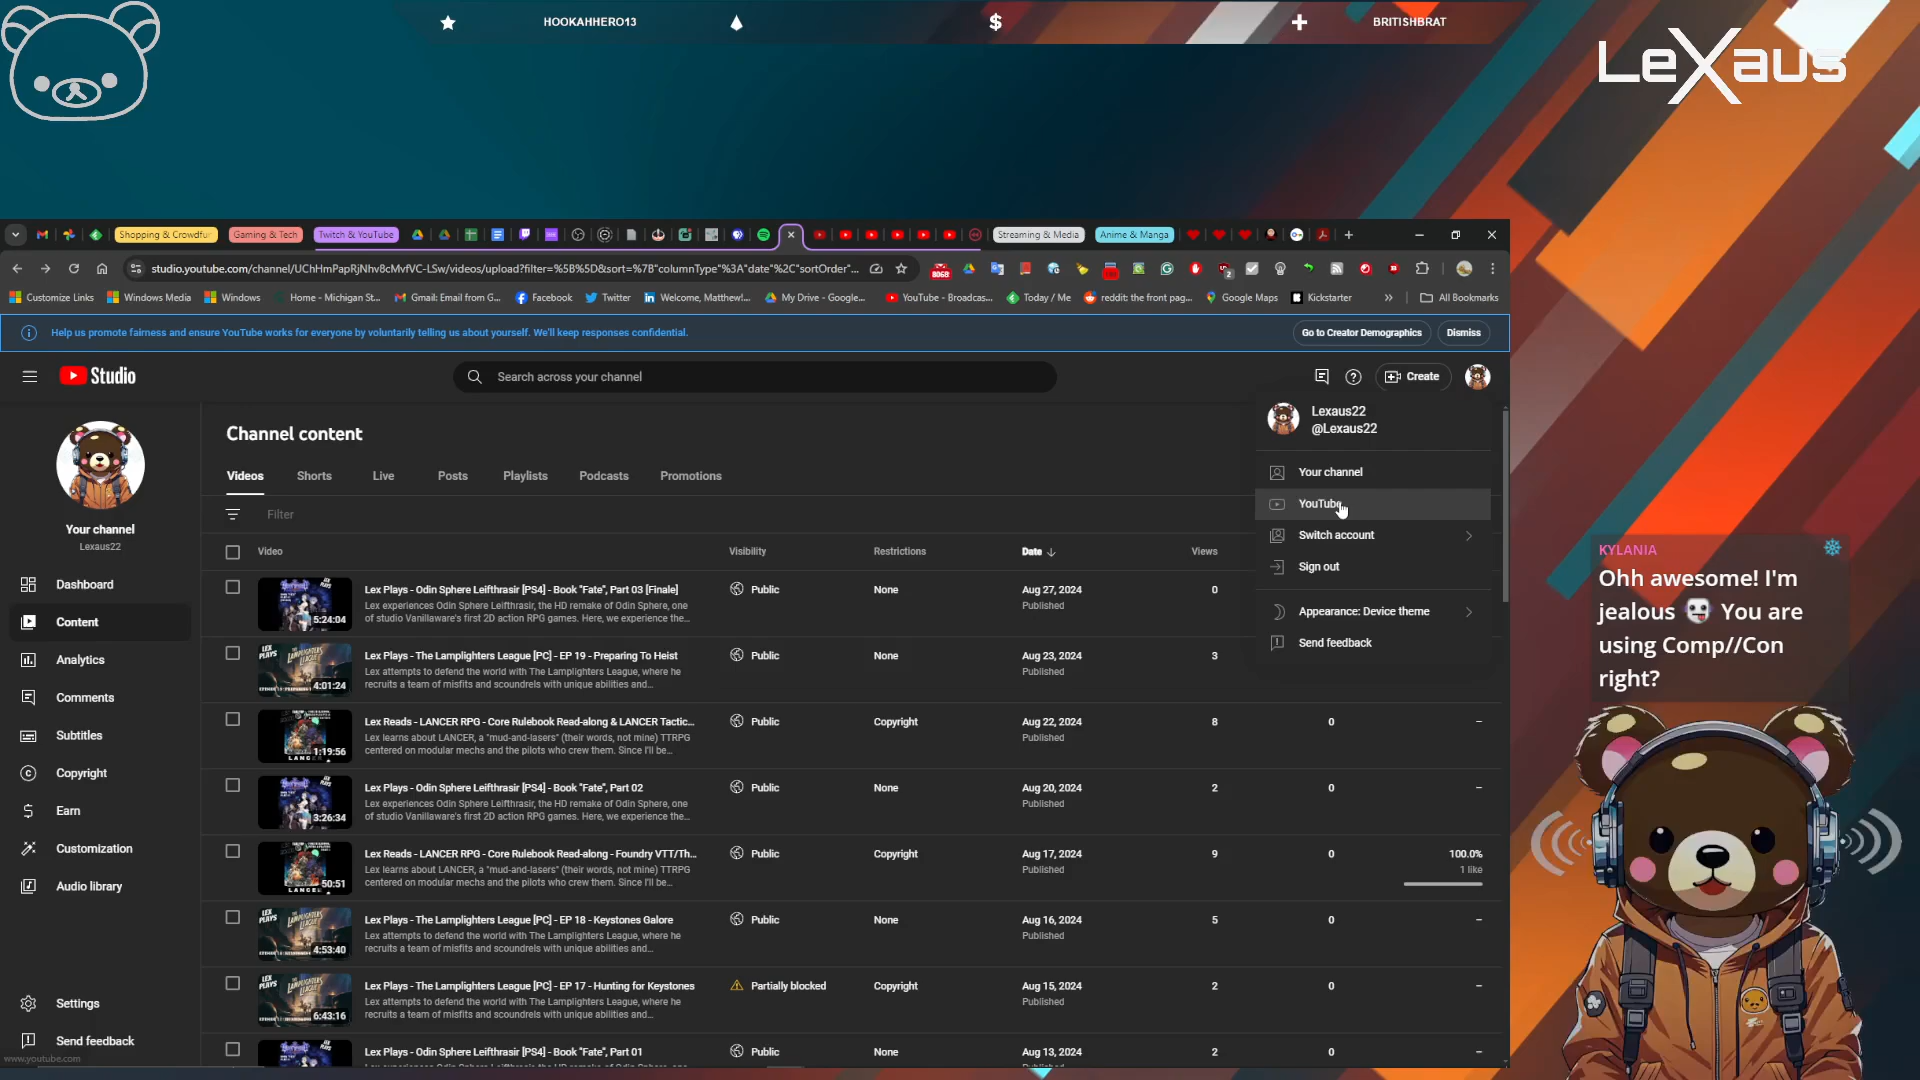 HOOKAHHERO13
$
BRITISHBRAT
LeXaus
Shopping & Crowdfur
Gaming & Tech
Twitch & YouTube
Streaming & Media
Anime & Manga
studio.youtube.com/channel/UChHmPapRjNhv8cMvfVC-LSw/videos/upload?filter=%5B%5D&sort=%7B"columnType"%3A"date"%2C"sortOrder"...
Customize Links
Windows Media
Windows
Home - Michigan St...
Gmail: Email from G...
Facebook
Twitter
Welcome, Matthew!...
My Drive - Google...
YouTube - Broadcas...
Today / Me
reddit: the front pag...
Google Maps
Kickstarter
»
All Bookmarks
Help us promote fairness and ensure YouTube works for everyone by voluntarily telling us about yourself. We'll keep responses confidential.
Go to Creator Demographics
Dismiss
Studio
Search across your channel
Create
Lexaus22
@Lexaus22
Your channel
YouTube
Switch account
Sign out
Appearance: Device theme
Send feedback
Your channel
Lexaus22
Dashboard
Content
Analytics
Comments
Subtitles
Copyright
Earn
Customization
Audio library
Settings
Send feedback
www.youtube.com
Channel content
Videos
Shorts
Live
Posts
Playlists
Podcasts
Promotions
Filter
Video
Visibility
Restrictions
Date
Views
5:24:04
Lex Plays - Odin Sphere Leifthrasir [PS4] - Book "Fate", Part 03 [Finale]
Lex experiences Odin Sphere Leifthrasir, the HD remake of Odin Sphere, one
of studio Vanillaware's first 2D action RPG games. Here, we experience the...
Public
None
Aug 27, 2024
Published
0
4:01:24
Lex Plays - The Lamplighters League [PC] - EP 19 - Preparing To Heist
Lex attempts to defend the world with The Lamplighters League, where he
recruits a team of misfits and scoundrels with unique abilities and...
Public
None
Aug 23, 2024
Published
3
1:19:56
Lex Reads - LANCER RPG - Core Rulebook Read-along & LANCER Tactic...
Lex learns about LANCER, a "mud-and-lasers" (their words, not mine) TTRPG
centered on modular mechs and the pilots who crew them. Since I'll be...
Public
Copyright
Aug 22, 2024
Published
8
0
–
3:26:34
Lex Plays - Odin Sphere Leifthrasir [PS4] - Book "Fate", Part 02
Lex experiences Odin Sphere Leifthrasir, the HD remake of Odin Sphere, one
of studio Vanillaware's first 2D action RPG games. Here, we experience the...
Public
None
Aug 20, 2024
Published
2
0
–
50:51
Lex Reads - LANCER RPG - Core Rulebook Read-along - Foundry VTT/Th...
Lex learns about LANCER, a "mud-and-lasers" (their words, not mine) TTRPG
centered on modular mechs and the pilots who crew them. Since I'll be...
Public
Copyright
Aug 17, 2024
Published
9
0
100.0%
1 like
4:53:40
Lex Plays - The Lamplighters League [PC] - EP 18 - Keystones Galore
Lex attempts to defend the world with The Lamplighters League, where he
recruits a team of misfits and scoundrels with unique abilities and...
Public
None
Aug 16, 2024
Published
5
0
–
6:43:16
Lex Plays - The Lamplighters League [PC] - EP 17 - Hunting for Keystones
Lex attempts to defend the world with The Lamplighters League, where he
recruits a team of misfits and scoundrels with unique abilities and...
Partially blocked
Copyright
Aug 15, 2024
Published
2
0
–
Lex Plays - Odin Sphere Leifthrasir [PS4] - Book "Fate", Part 01
Public
None
Aug 13, 2024
2
0
–
KYLANIA
Ohh awesome! I'm
jealous You are
using Comp//Con
right?